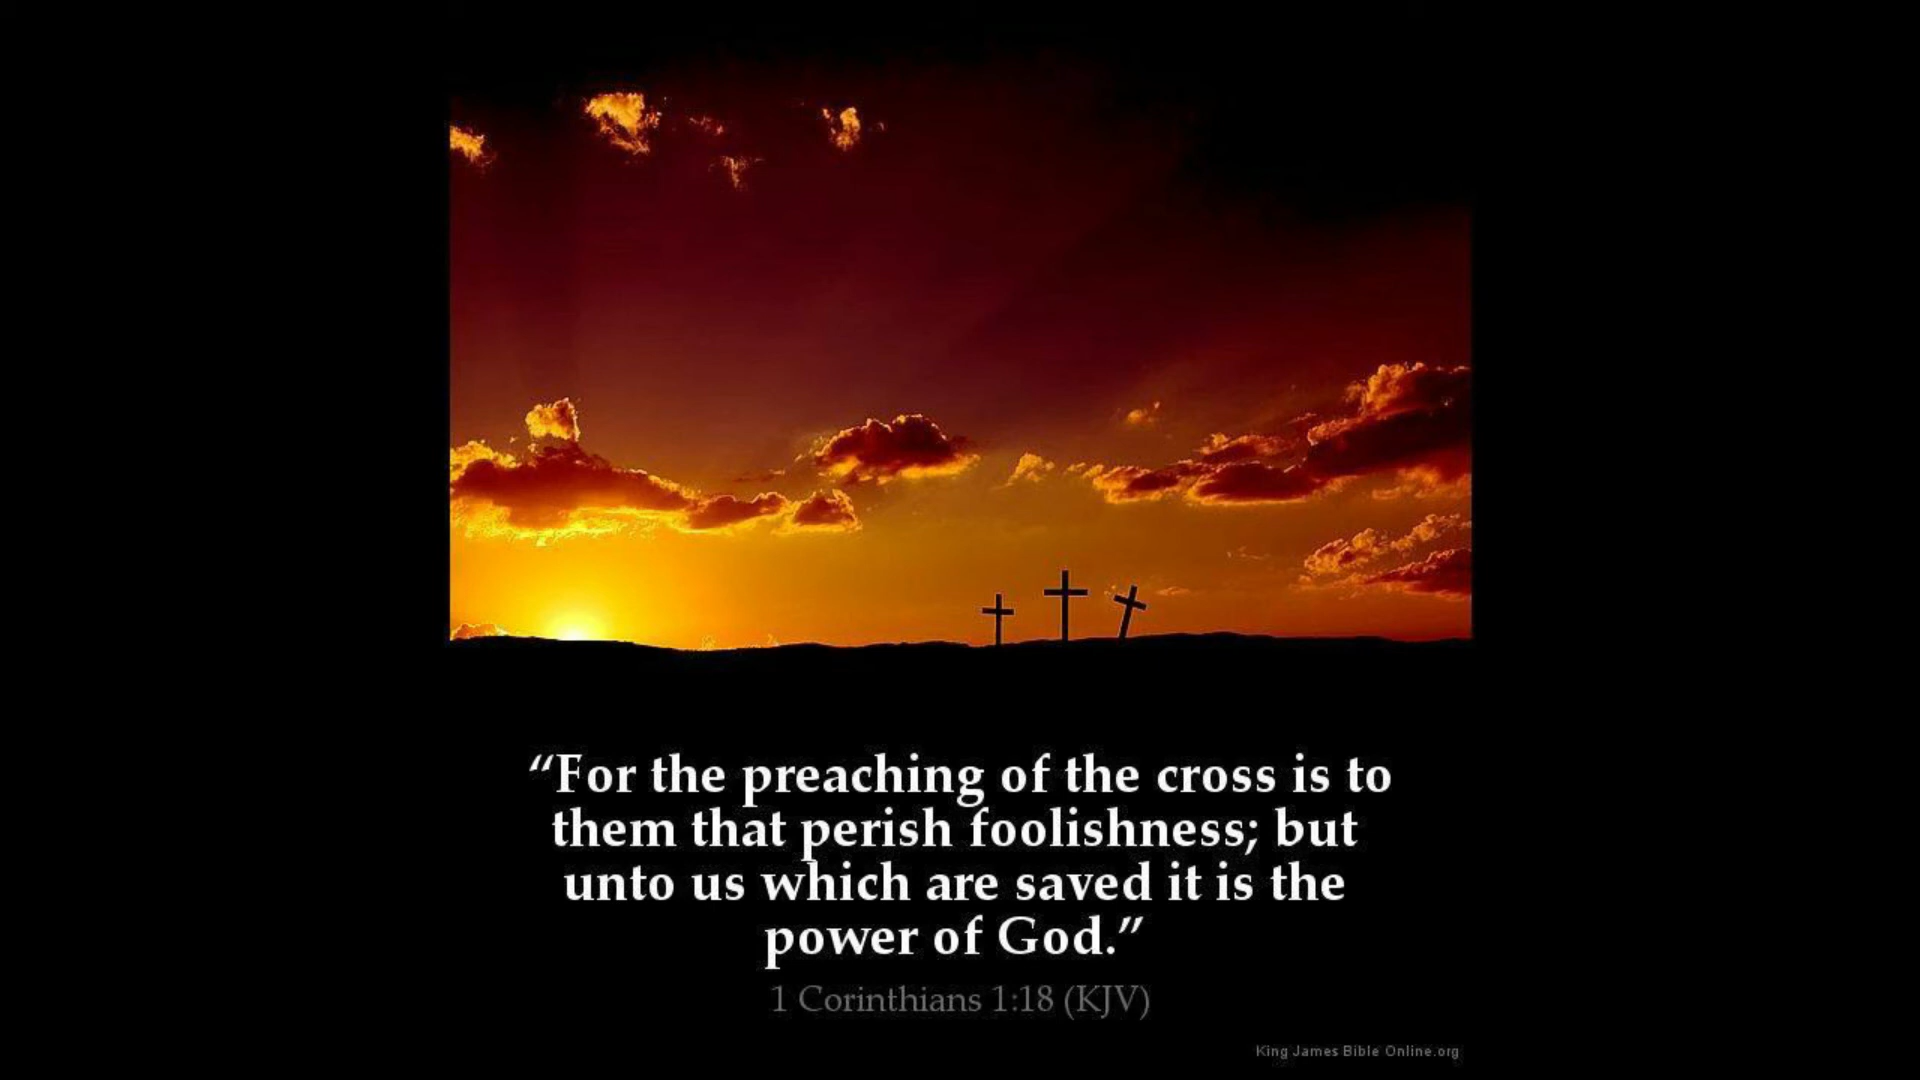 “For the preaching of the cross is to
them that perish foolishness; but
unto us which are saved it is the
power of God.”
1 Corinthians 1:18 (KJV)
King James Bible Online.org